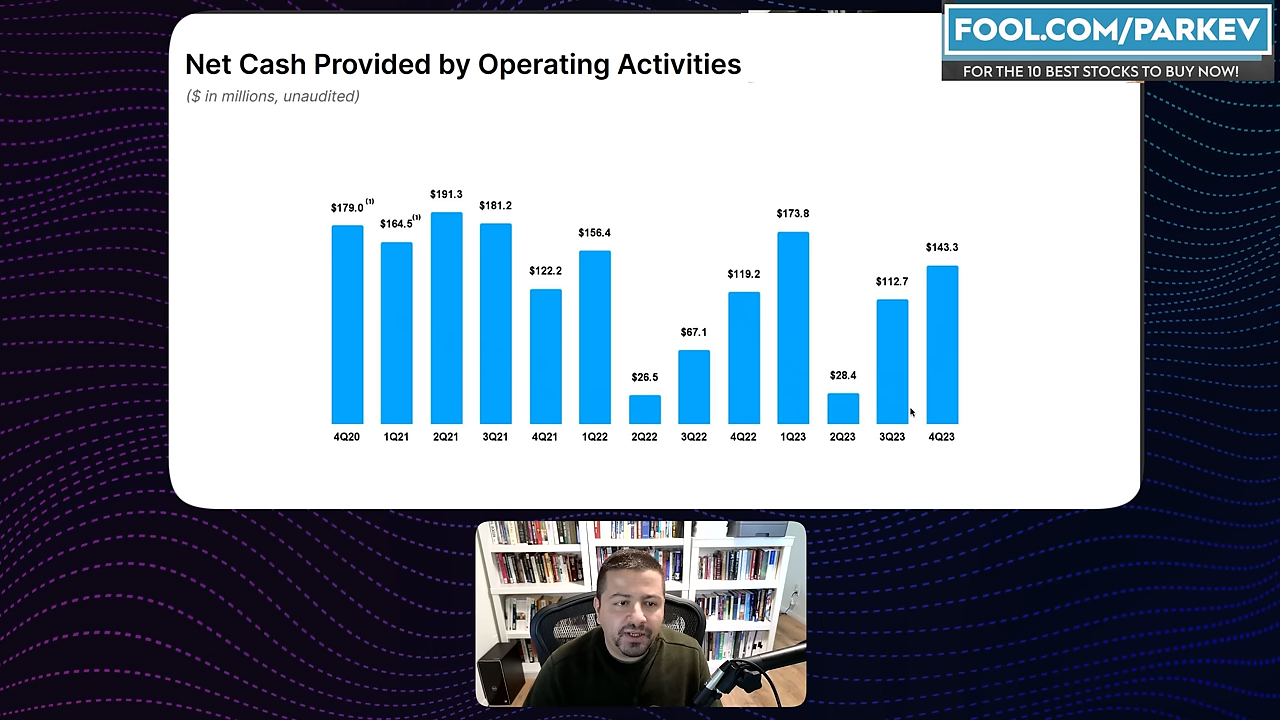 FOOL.COM/PARKEV
FOR THE 10 BEST STOCKS TO BUY NOW!
Net Cash Provided by Operating Activities
($ in millions, unaudited)
$179.0 (1)
$164.5 (1)
$191.3
$181.2
$122.2
$156.4
$26.5
$67.1
$119.2
$173.8
$28.4
$112.7
$143.3
4Q20 1Q21 2Q21 3Q21 4Q21 1Q22 2Q22 3Q22 4Q22 1Q23 2Q23 3Q23 4Q23